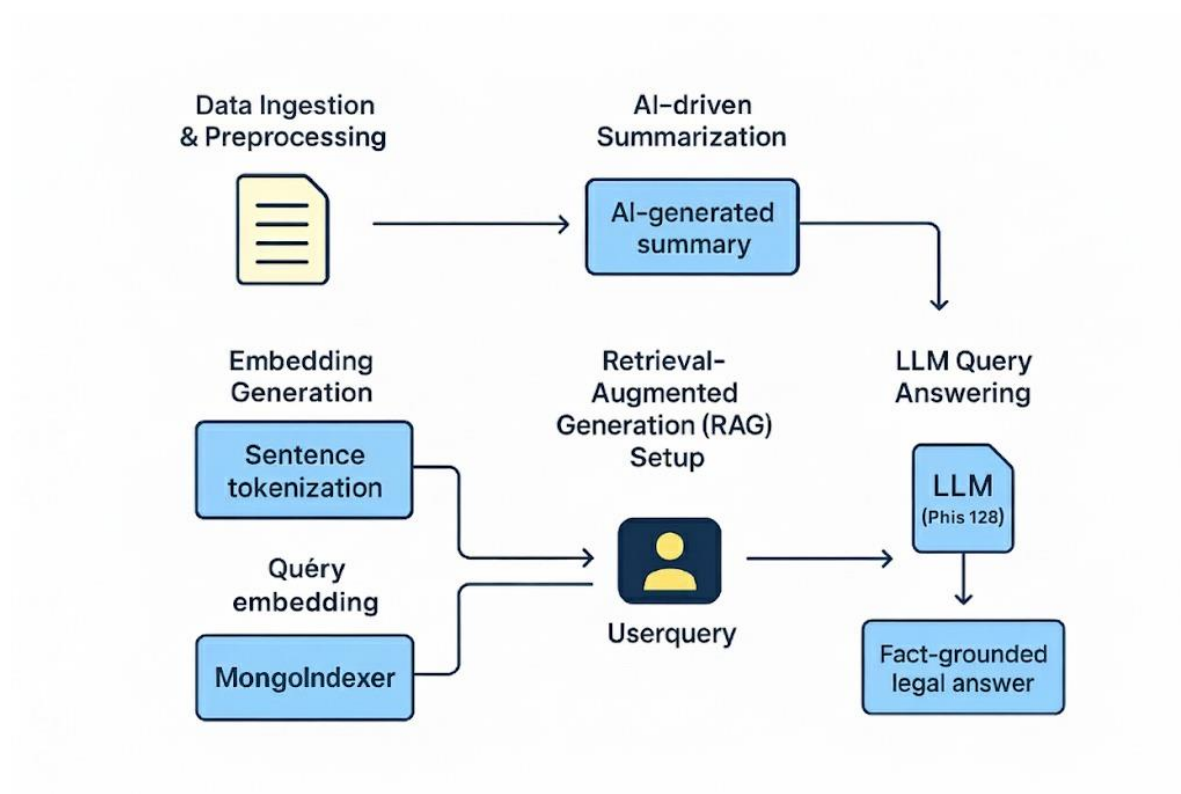 Data Ingestion
& Preprocessing
AI-driven
Summarization
AI-generated
summary
Embedding
Generation
Sentence
tokenization
Retrieval-
Augmented
Generation (RAG)
Setup
LLM Query
Answering
LLM
(Phis 128)
Quéry
embedding
MongoIndexer
Userquery
Fact-grounded
legal answer